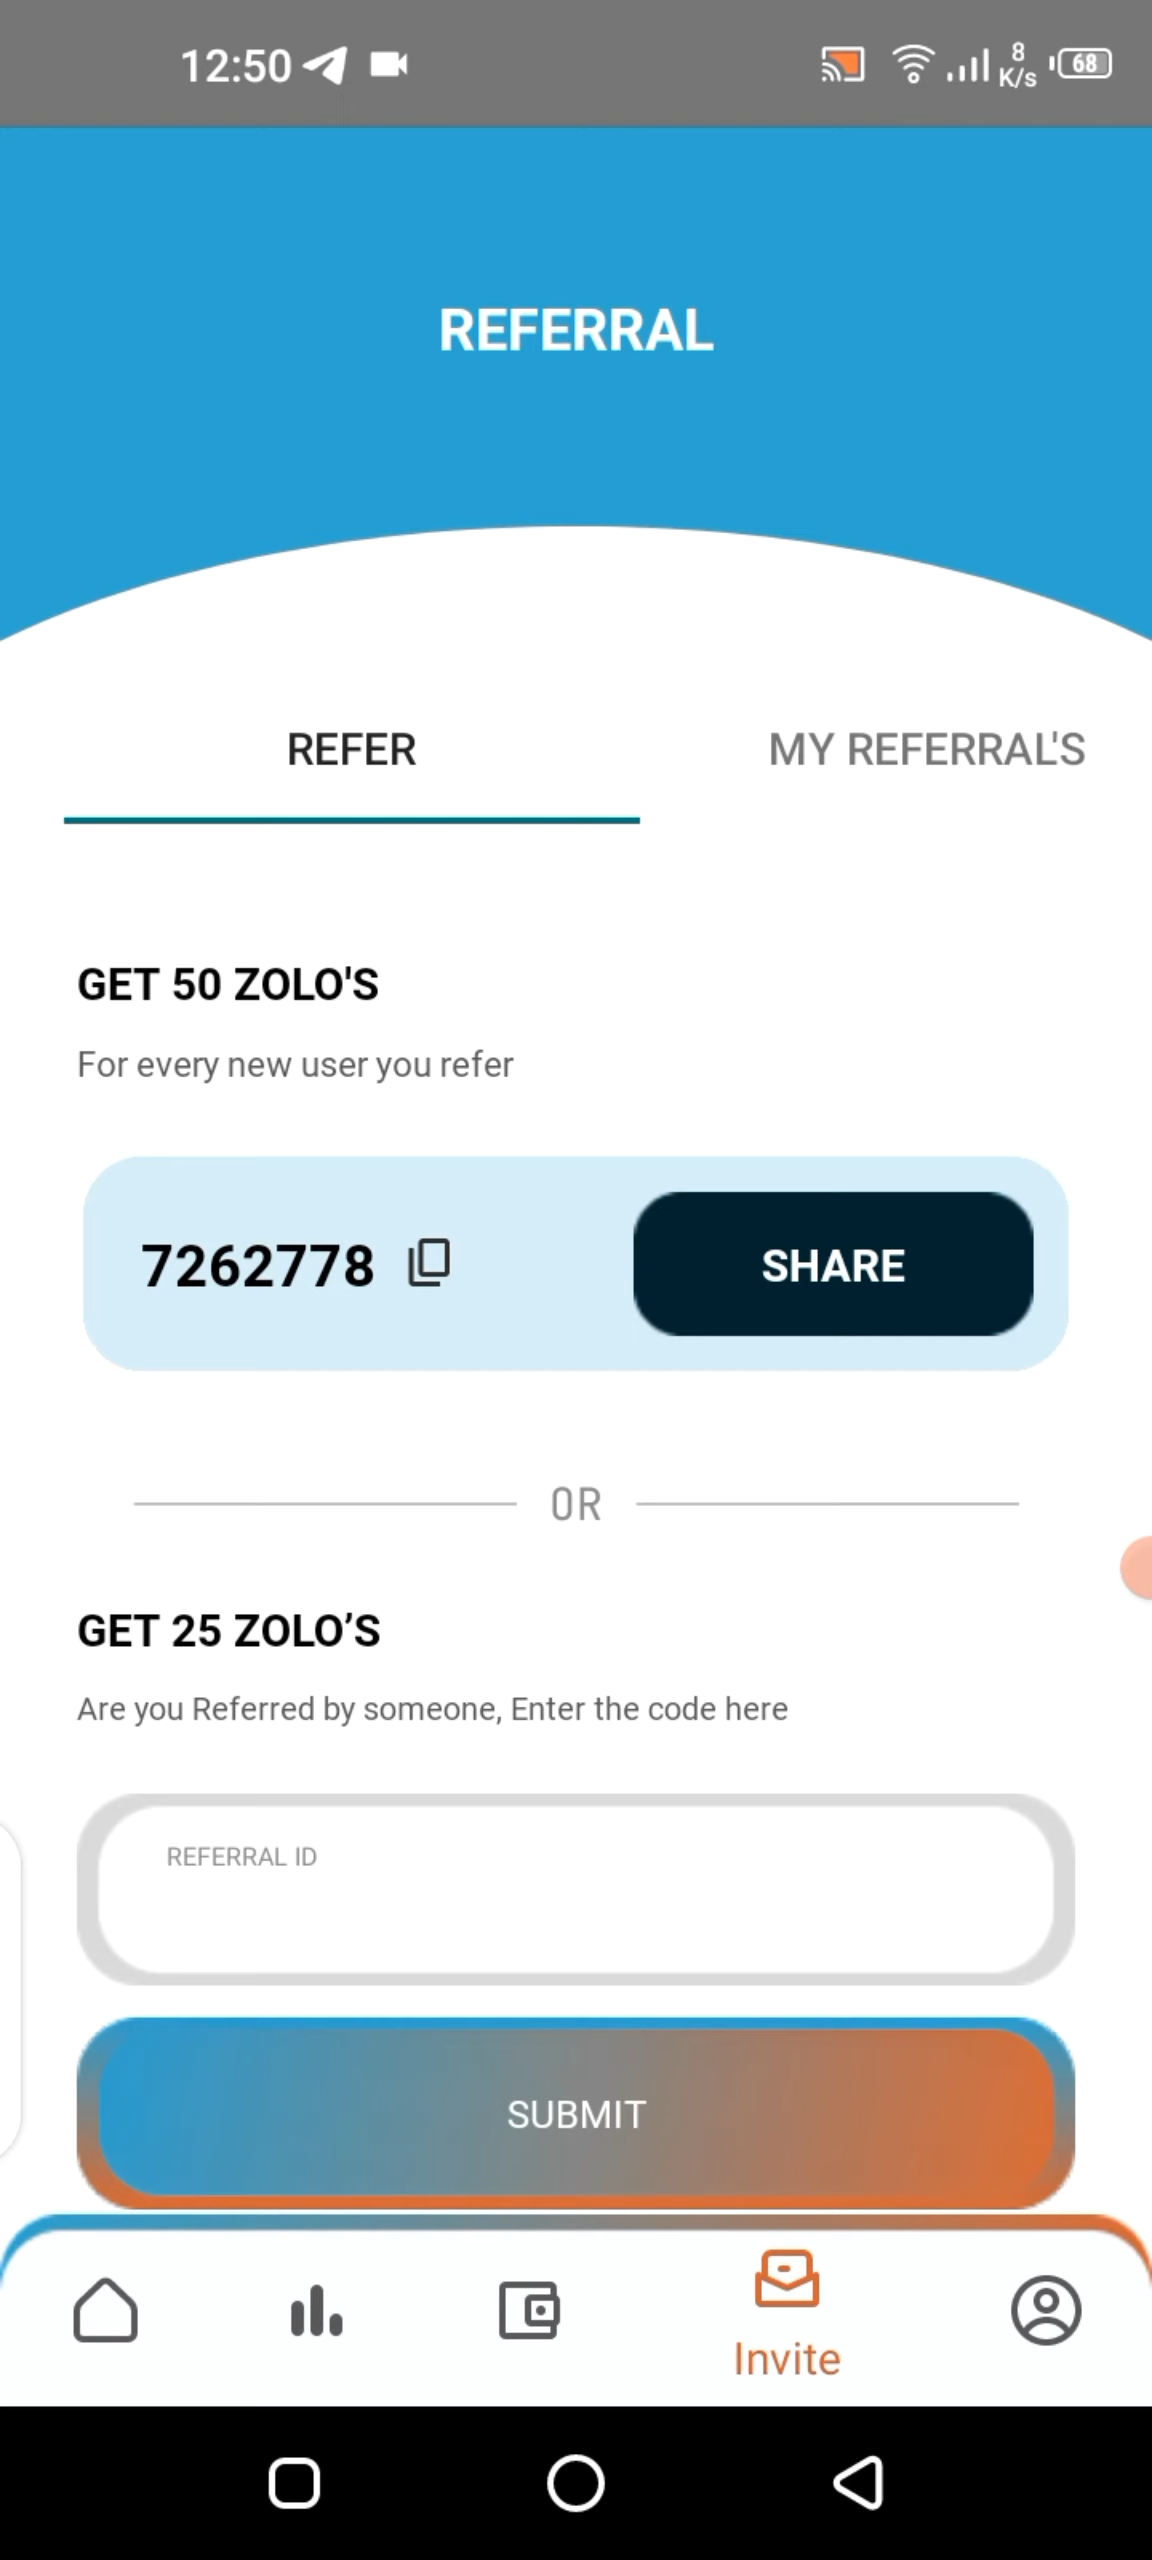 12:50
8
K/s
68
REFERRAL
REFER
MY REFERRAL'S
GET 50 ZOLO'S
For every new user you refer
7262778
SHARE
OR
GET 25 ZOLO’S
Are you Referred by someone, Enter the code here
REFERRAL ID
SUBMIT
Invite